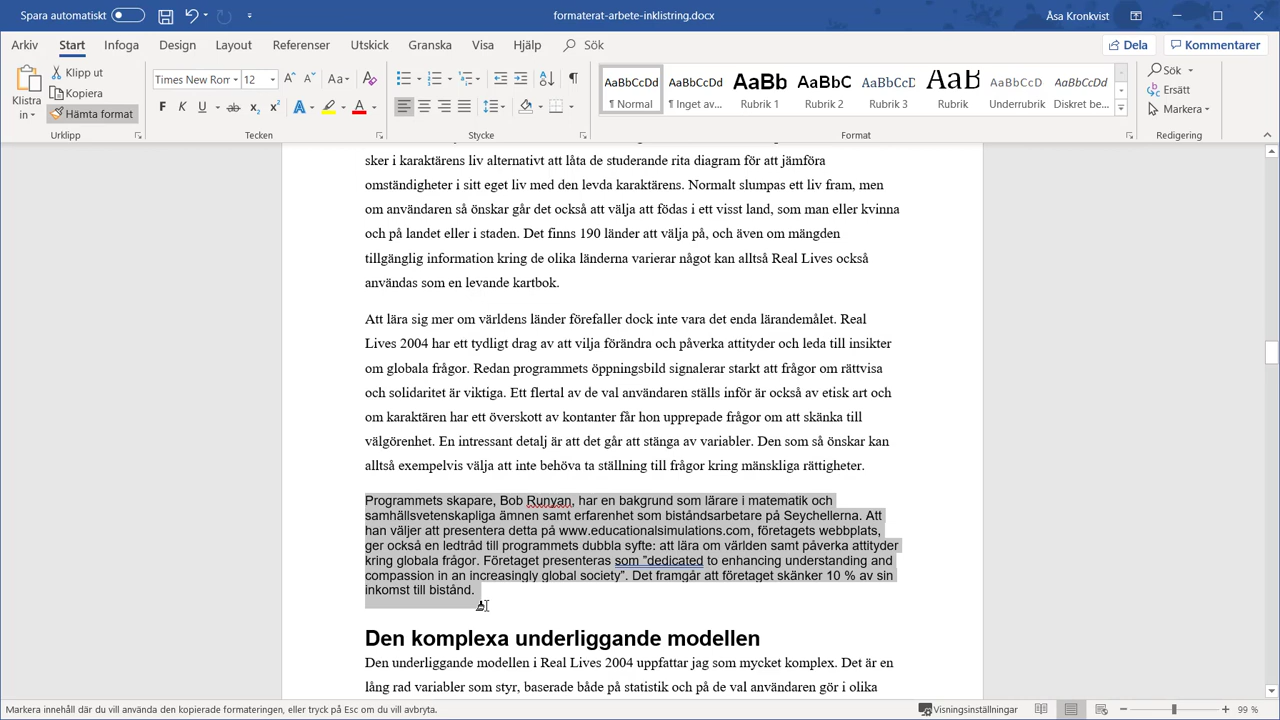 Spara automatiskt
formaterat-arbete-inklistring.docx
Åsa Kronkvist
Arkiv Start Infoga Design Layout Referenser Utskick Granska Visa Hjälp Sök
Dela Kommentarer
Klistra in
Klipp ut
Kopiera
Hämta format
Urklipp
Times New Rom 12
Tecken
Stycke
AaBbCcDd AaBbCcDd AaBb AaBbC AaBbCcD AaBb AaBbCcDd AaBbCcDd
¶ Normal ¶ Inget av... Rubrik 1 Rubrik Underrubrik Diskret be...
Format
Sök
Ersätt
Markera
Redigering
sker i karaktärens liv alternativt att låta de studerande rita diagram för att jämföra
omständigheter i sitt eget liv med den levda karaktärens. Normalt slumpas ett liv fram, men
om användaren så önskar går det också att välja att födas i ett visst land, som man eller kvinna
och på landet eller i staden. Det finns 190 länder att välja på, och även om mängden
tillgänglig information kring de olika länderna varierar något kan alltså Real Lives också
användas som en levande kartbok.
Att lära sig mer om världens länder förefaller dock inte vara det enda lärandemålet. Real
Lives 2004 har ett tydligt drag av att vilja förändra och påverka attityder och leda till insikter
om globala frågor. Redan programmets öppningsbild signalerar starkt att frågor om rättvisa
och solidaritet är viktiga. Ett flertal av de val användaren ställs inför är också av etisk art och
om karaktären har ett överskott av kontanter får hon upprepade frågor om att skänka till
välgörenhet. En intressant detalj är att det går att stänga av variabler. Den som så önskar kan
alltså exempelvis välja att inte behöva ta ställning till frågor kring mänskliga rättigheter.
Programmets skapare, Bob Runyan, har en bakgrund som lärare i matematik och
samhällsvetenskapliga ämnen samt erfarenhet som biståndsarbetare på Seychellerna. Att
han väljer att presentera detta på www.educationalsimulations.com, företagets webbplats,
ger också en ledtråd till programmets dubbla syfte: att lära om världen samt påverka attityder
kring globala frågor. Företaget presenteras som ”dedicated to enhancing understanding and
compassion in an increasingly global society”. Det framgår att företaget skänker 10 % av sin
inkomst till bistånd.
Den komplexa underliggande modellen
Den underliggande modellen i Real Lives 2004 uppfattar jag som mycket komplex. Det är en
lång rad variabler som styr, baserade både på statistik och på de val användaren gör i olika
Markera innehåll där du vill använda den kopierade formateringen, eller tryck på Esc om du vill avbryta.
Visningsinställningar
99 %